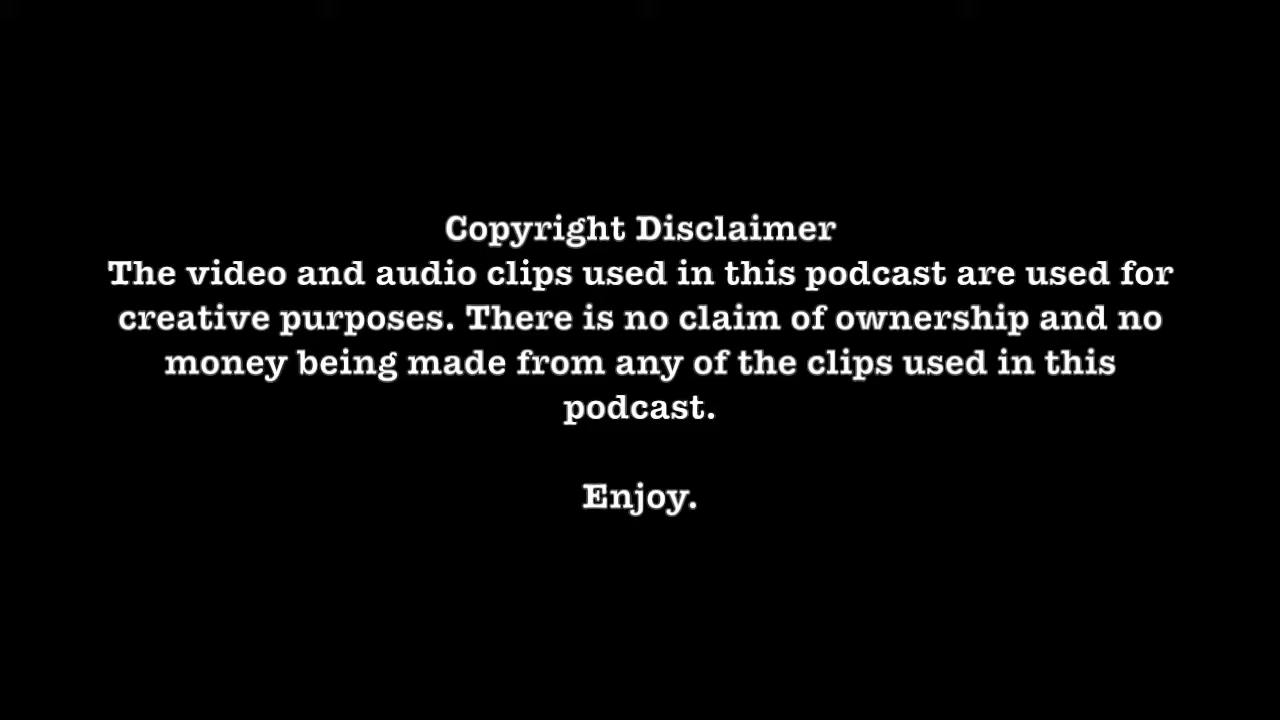 Copyright Disclaimer
The video and audio clips used in this podcast are used for
creative purposes. There is no claim of ownership and no
money being made from any of the clips used in this
podcast.
Enjoy.